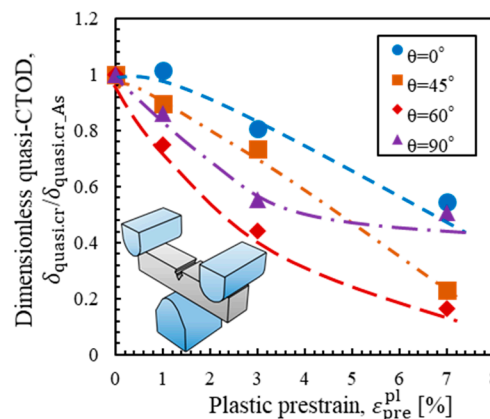 Dimensionless quasi-CTOD,
δquasi.cr/δquasi.cr_As
1.2
1
0.8
0.6
0.4
0.2
0
θ=0°
θ=45°
θ=60°
θ=90°
0 1 2 3 4 5 6 7 8
Plastic prestrain, ε^pl_pre [%]